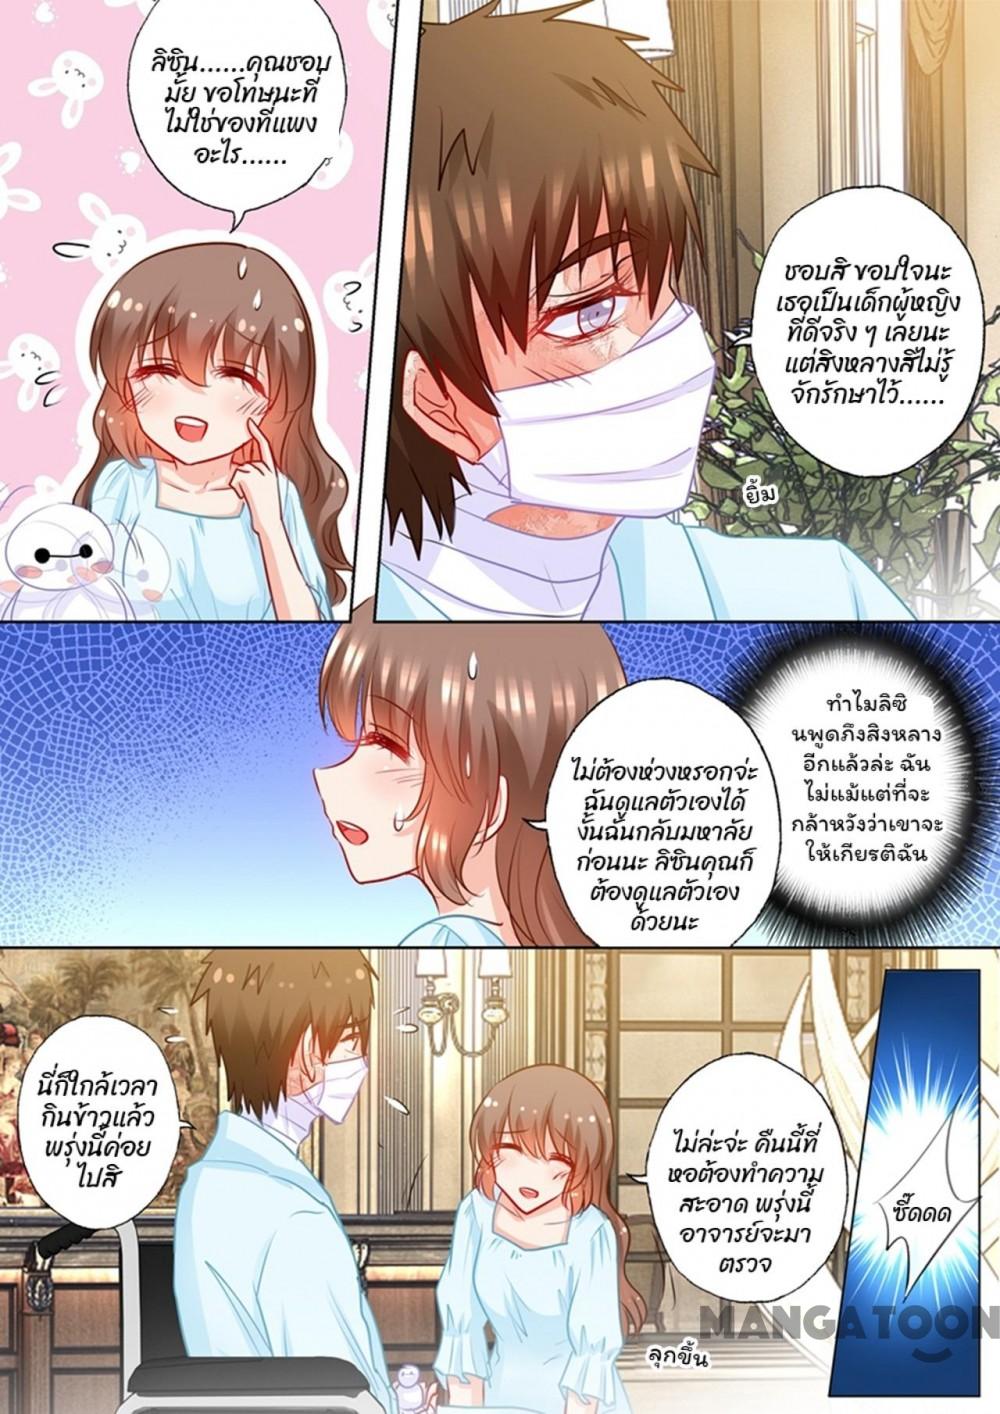 ลิซิน......คุณชอบ
มั้ย ขอโทษนะที่
ไม่ใช่ของที่แพง
อะไร......
ชอบสิ ขอบใจนะ
เธอเป็นเด็กผู้หญิง
ที่ดีจริง ๆ เลยนะ
แต่สิงหลางสีไม่รู้
จักรักษาไว้......
ยิ้ม
ทำไมลิซิ
นพูดภึงสิงหลาง
อีกแล้วล่ะ ฉัน
ไม่แม้แต่ที่จะ
กล้าหวังว่าเขาจะ
ให้เกียรติฉัน
ไม่ต้องห่วงหรอกจ่ะ
ฉันดูแลตัวเองได้
งั้นฉันกลับมหาลัย
ก่อนนะ ลิซินคุณก็
ต้องดูแลตัวเอง
ด้วยนะ
นี่ก็ใกล้เวลา
กินข้าวแล้ว
พรุ่งนี้ค่อย
ไปสิ
ไม่ล่ะจ่ะ คืนนี้ที่
หอต้องทำความ
สะอาด พรุ่งนี้
อาจารย์จะมา
ตรวจ
ซี๊ดดด
ลุกขึ้น
MANGATOON